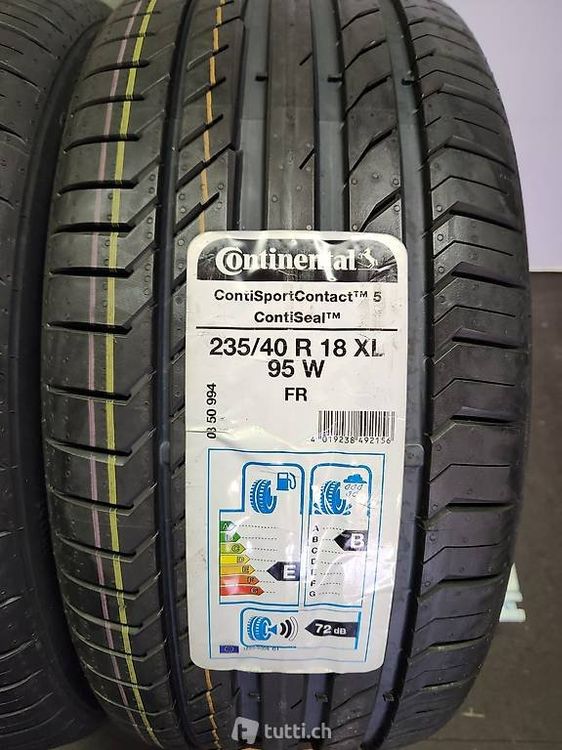 Continental
ContiSportContact™ 5
ContiSeal™
235/40 R 18 XL
95 W
FR
03 50 994
4 019238 492156
A
B
C
D
E
F
G
E
A
B
C
D
E
F
G
B
72 dB
tutti.ch